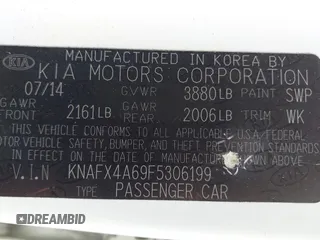 MANUFACTURED IN KOREA BY
KIA KIA MOTORS CORPORATION
07/14 GVWR 3880LB PAINT SWP
GAWR FRONT 2161LB GAWR REAR 2006LB TRIM WK
THIS VEHICLE CONFORMS TO ALL APPLICABLE U.S.A FEDERAL
MOTOR VEHICLE SAFETY, BUMPER, AND THEFT PREVENTION
STANDARDS IN EFFECT ON THE DATE OF MANUFACTURE SHOWN ABOVE.
V.I.N KNAFX4A69F5306199
TYPE: PASSENGER CAR
DREAMBID